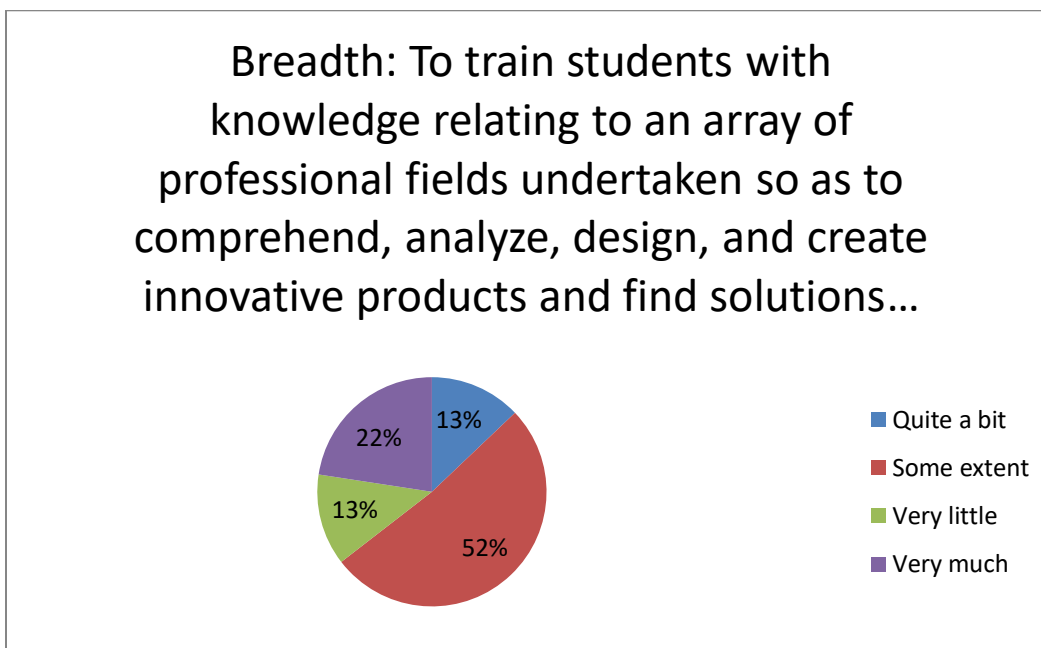 Breadth: To train students with
knowledge relating to an array of
professional fields undertaken so as to
comprehend, analyze, design, and create
innovative products and find solutions…
13%
22%
13%
52%
Quite a bit
Some extent
Very little
Very much